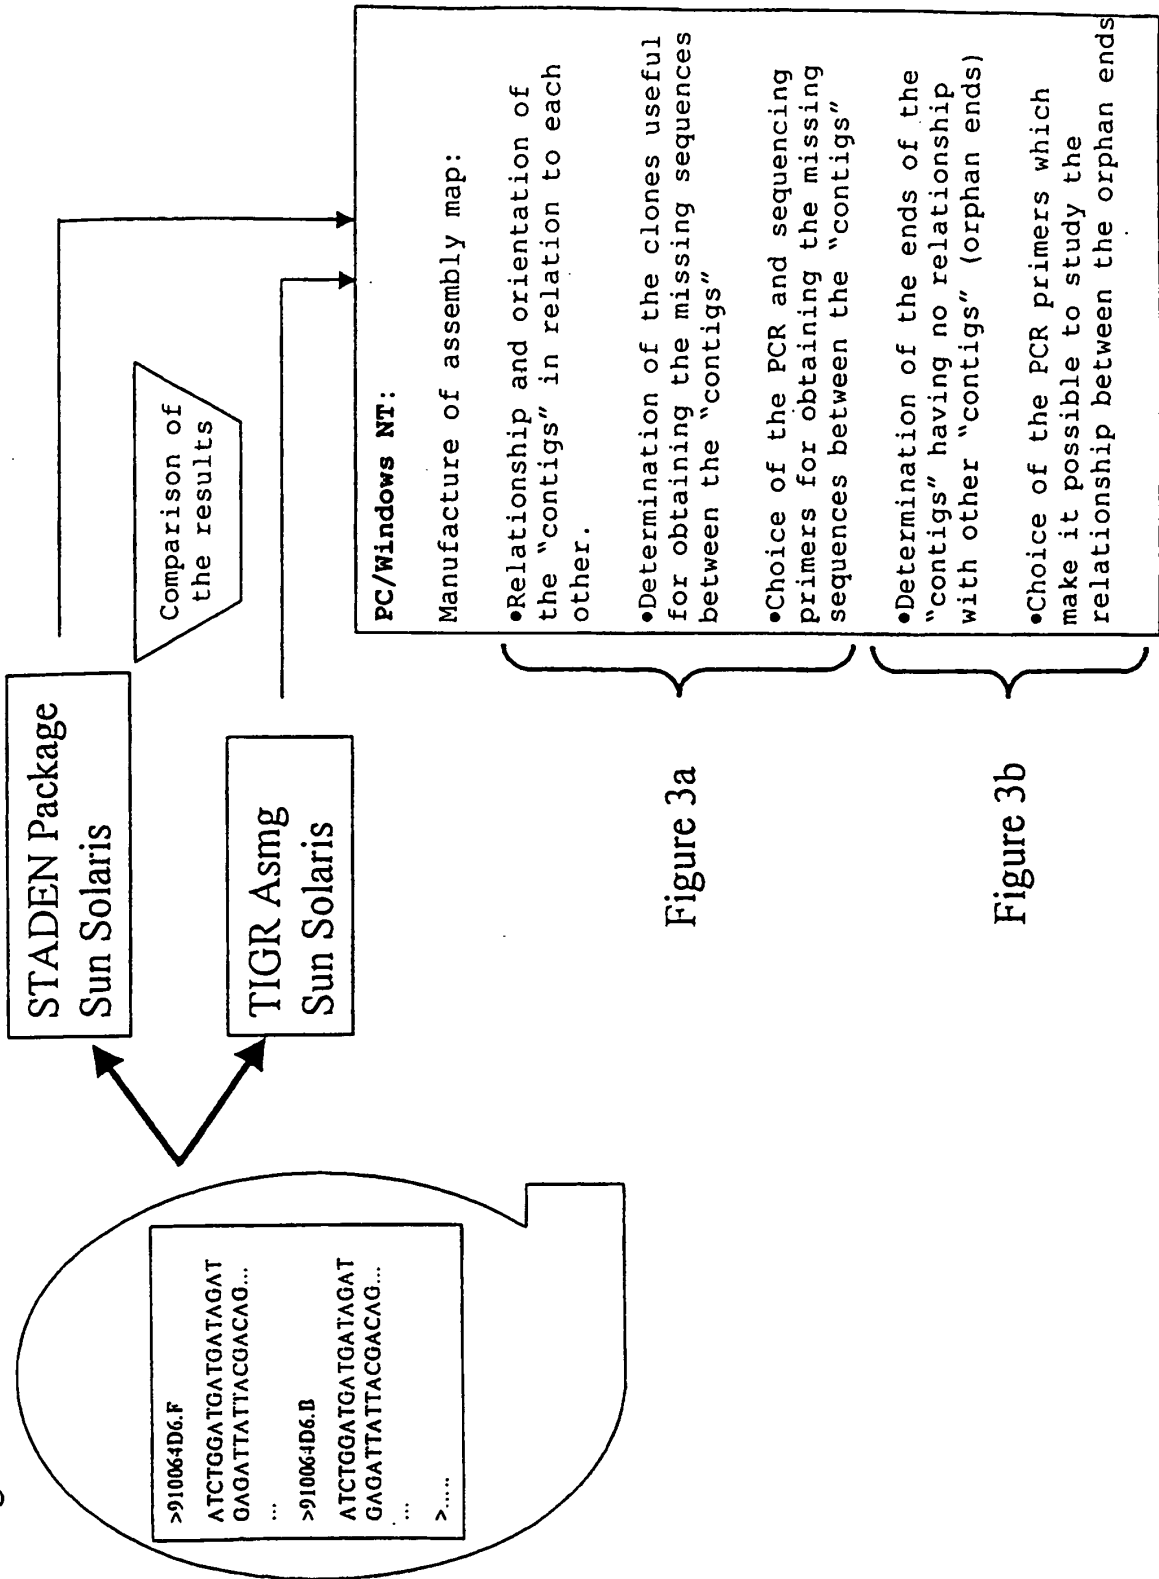 >910064D6.F
ATCTGGATGATGATAGAT
GAGATTATTACGACAG...
...
>910064D6.B
ATCTGGATGATGATAGAT
GAGATTATTACGACAG...
...
>.....
STADEN Package
Sun Solaris
TIGR Asmg
Sun Solaris
Comparison of
the results
PC/Windows NT:
Manufacture of assembly map:
•Relationship and orientation of
the "contigs" in relation to each
other.
•Determination of the clones useful
for obtaining the missing sequences
between the "contigs"
•Choice of the PCR and sequencing
primers for obtaining the missing
sequences between the "contigs"
•Determination of the ends of the
"contigs" having no relationship
with other "contigs" (orphan ends)
•Choice of the PCR primers which
make it possible to study the
relationship between the orphan ends
Figure 3a
Figure 3b